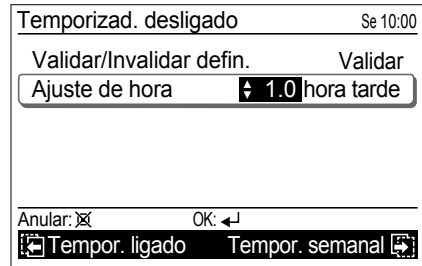 Temporizad. desligado Se 10:00
Validar/Invalidar defin. Validar
Ajuste de hora 1.0 hora tarde
Anular: OK:
Tempor. ligado Tempor. semanal